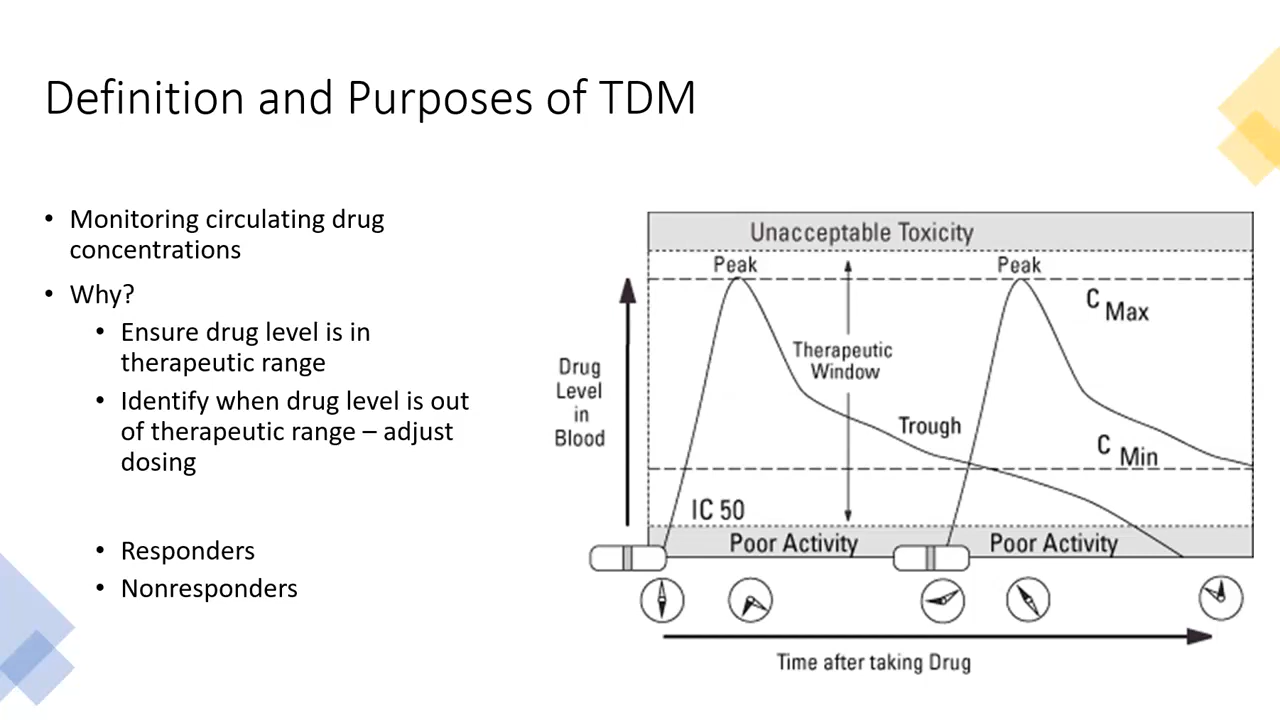 Definition and Purposes of TDM
• Monitoring circulating drug
concentrations
• Why?
• Ensure drug level is in
therapeutic range
• Identify when drug level is out
of therapeutic range – adjust
dosing
• Responders
• Nonresponders
Unacceptable Toxicity
Peak
Peak
C Max
Therapeutic
Window
Drug
Level
in
Blood
Trough
C Min
IC 50
Poor Activity
Poor Activity
Time after taking Drug